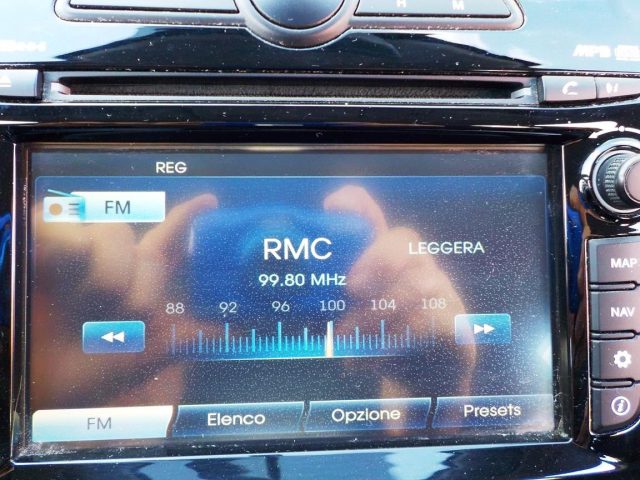 H M
MP3
REG
FM
RMC
LEGGERA
99.80 MHz
88 92 96 100 104 108
MAP
NAV
FM
Elenco
Opzione
Presets